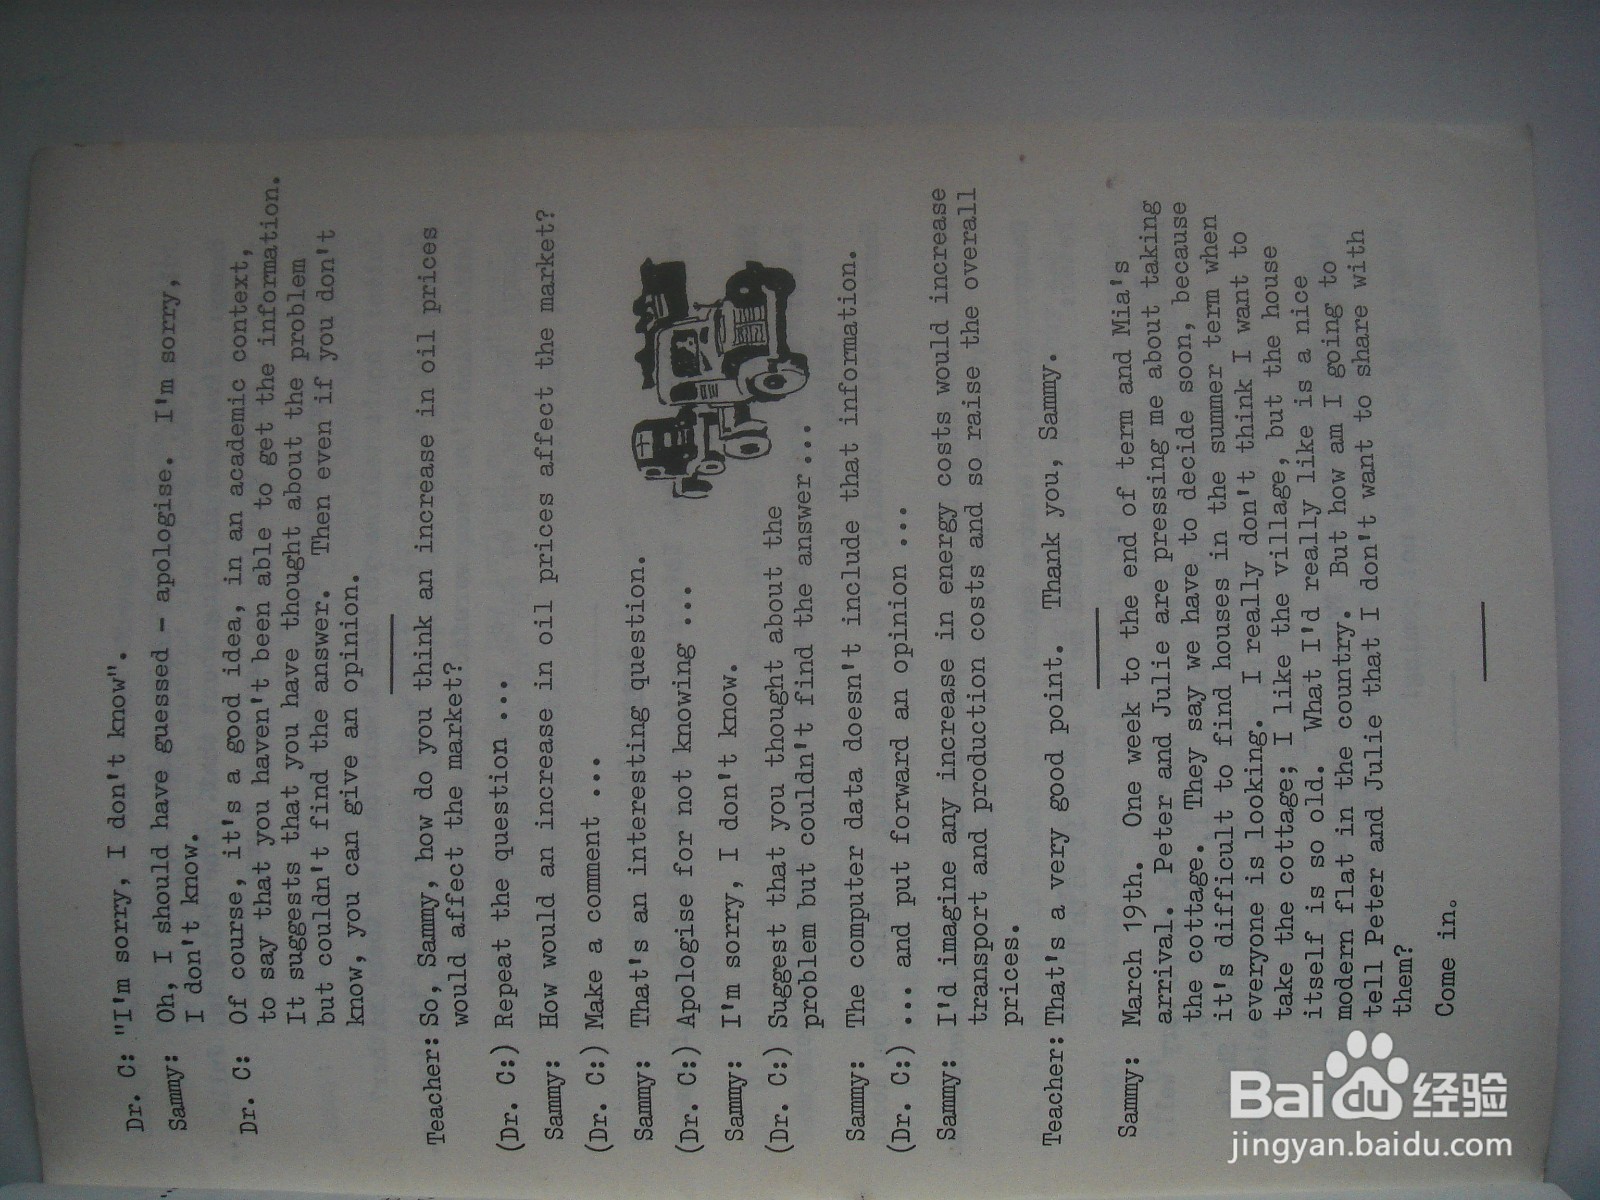 Dr. C: "I'm sorry, I don't know".
Sammy: Oh, I should have guessed - apologise. I'm sorry,
I don't know.
Dr. C: Of course, it's a good idea, in an academic context,
to say that you haven't been able to get the information.
It suggests that you have thought about the problem
but couldn't find the answer. Then even if you don't
know, you can give an opinion.
Teacher: So, Sammy, how do you think an increase in oil prices
would affect the market?
(Dr. C:) Repeat the question ...
Sammy: How would an increase in oil prices affect the market?
(Dr. C:) Make a comment ...
Sammy: That's an interesting question.
(Dr. C:) Apologise for not knowing ...
Sammy: I'm sorry, I don't know.
(Dr. C:) Suggest that you thought about the
problem but couldn't find the answer...
Sammy: The computer data doesn't include that information.
(Dr. C:) ... and put forward an opinion ...
Sammy: I'd imagine any increase in energy costs would increase
transport and production costs and so raise the overall
prices.
Teacher: That's a very good point. Thank you, Sammy.
Sammy: March 19th. One week to the end of term and Mia's
arrival. Peter and Julie are pressing me about taking
the cottage. They say we have to decide soon, because
it's difficult to find houses in the summer term when
everyone is looking. I really don't think I want to
take the cottage; I like the village, but the house
itself is so old. What I'd really like is a nice
modern flat in the country. But how am I going to
tell Peter and Julie that I don't want to share with
them?
Come in.
Bai du 经验
jingyan.baidu.com